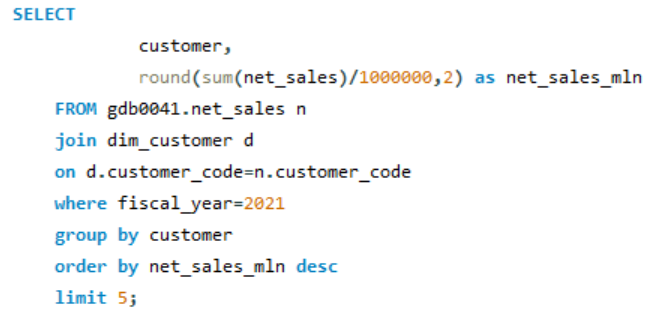 SELECT
customer,
round(sum(net_sales)/1000000,2) as net_sales_mln
FROM gdb0041.net_sales n
join dim_customer d
on d.customer_code=n.customer_code
where fiscal_year=2021
group by customer
order by net_sales_mln desc
limit 5;